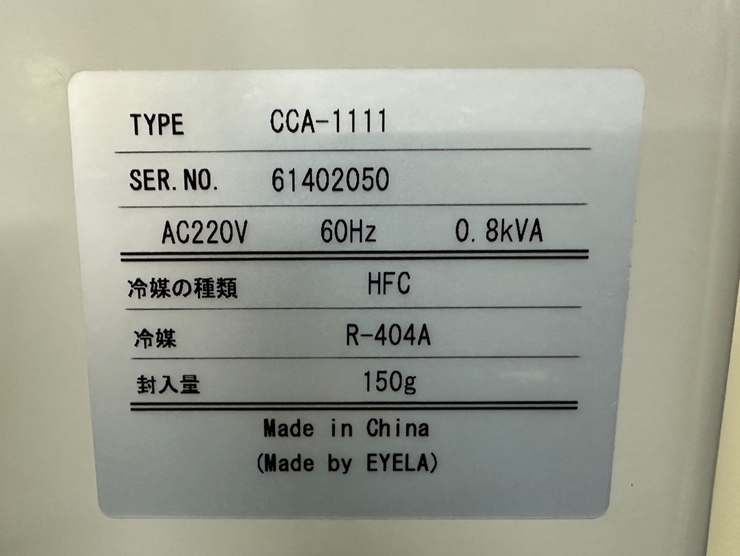 TYPE CCA-1111
SER.NO. 61402050
AC220V 60Hz 0.8kVA
冷媒の種類 HFC
冷媒 R-404A
封入量 150g
Made in China
(Made by EYELA)